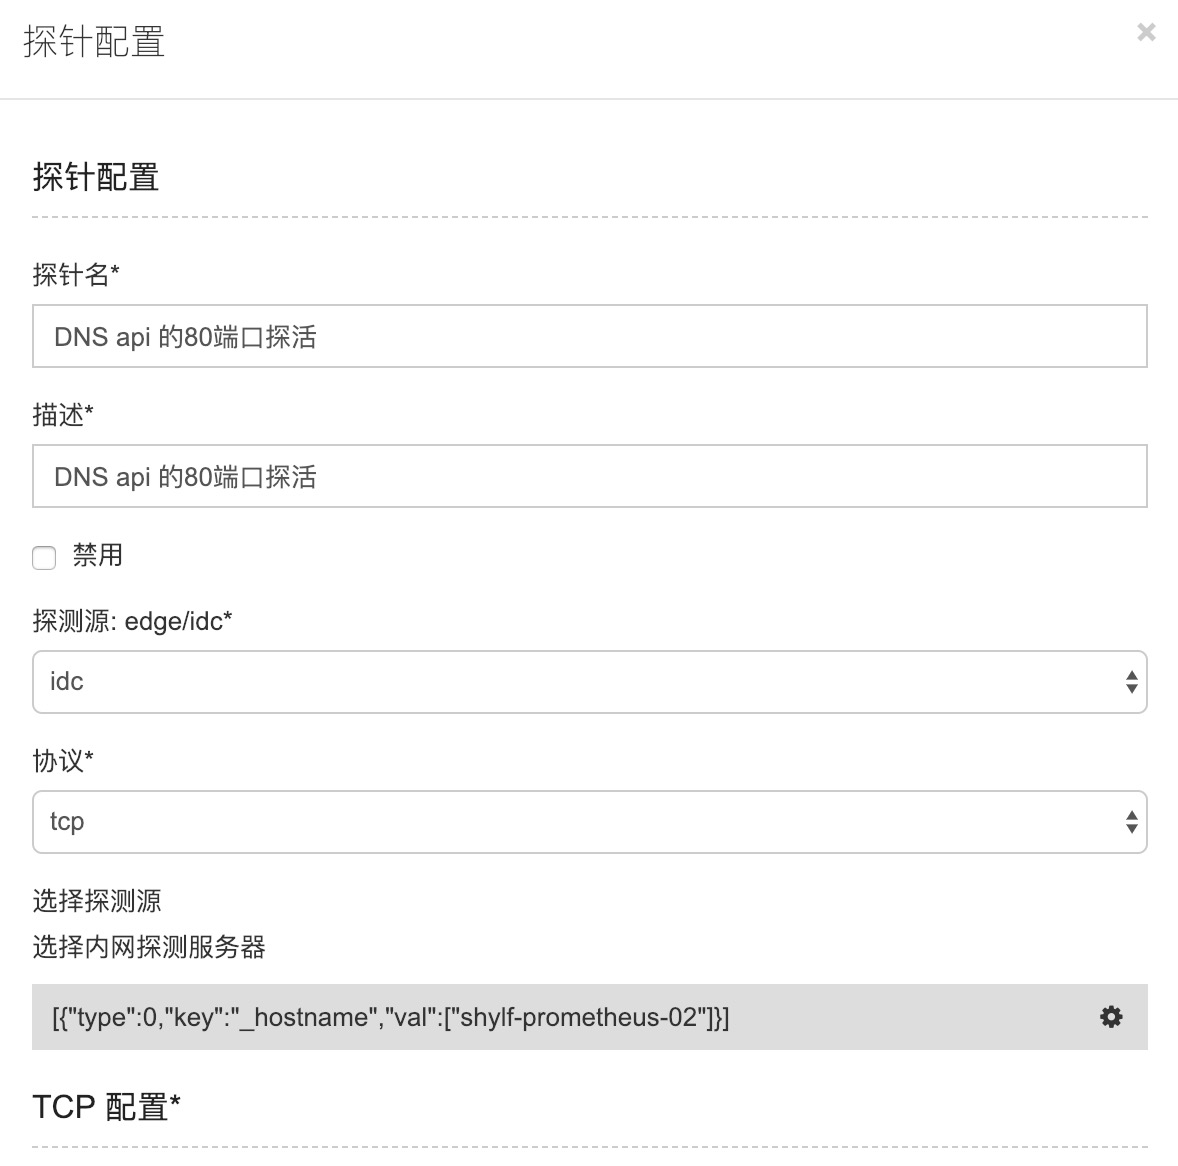 探针配置
探针配置
探针名*
DNS api 的80端口探活
描述*
DNS api 的80端口探活
禁用
探测源: edge/idc*
idc
协议*
tcp
选择探测源
选择内网探测服务器
[{"type":0,"key":"_hostname","val":["shylf-prometheus-02"]}]
TCP 配置*